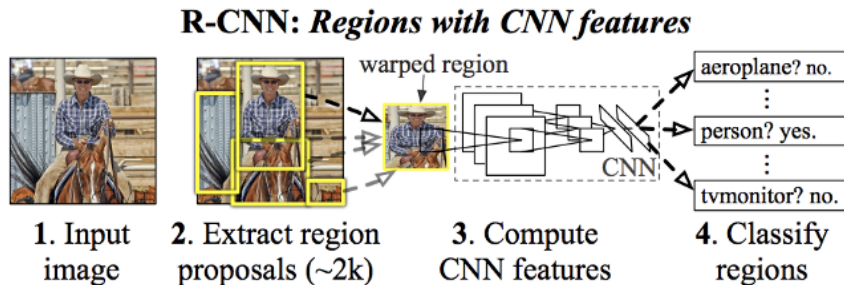 R-CNN: Regions with CNN features
warped region
aeroplane? no.
⋮
person? yes.
⋮
tvmonitor? no.
CNN
1. Input
image
2. Extract region
proposals (~2k)
3. Compute
CNN features
4. Classify
regions